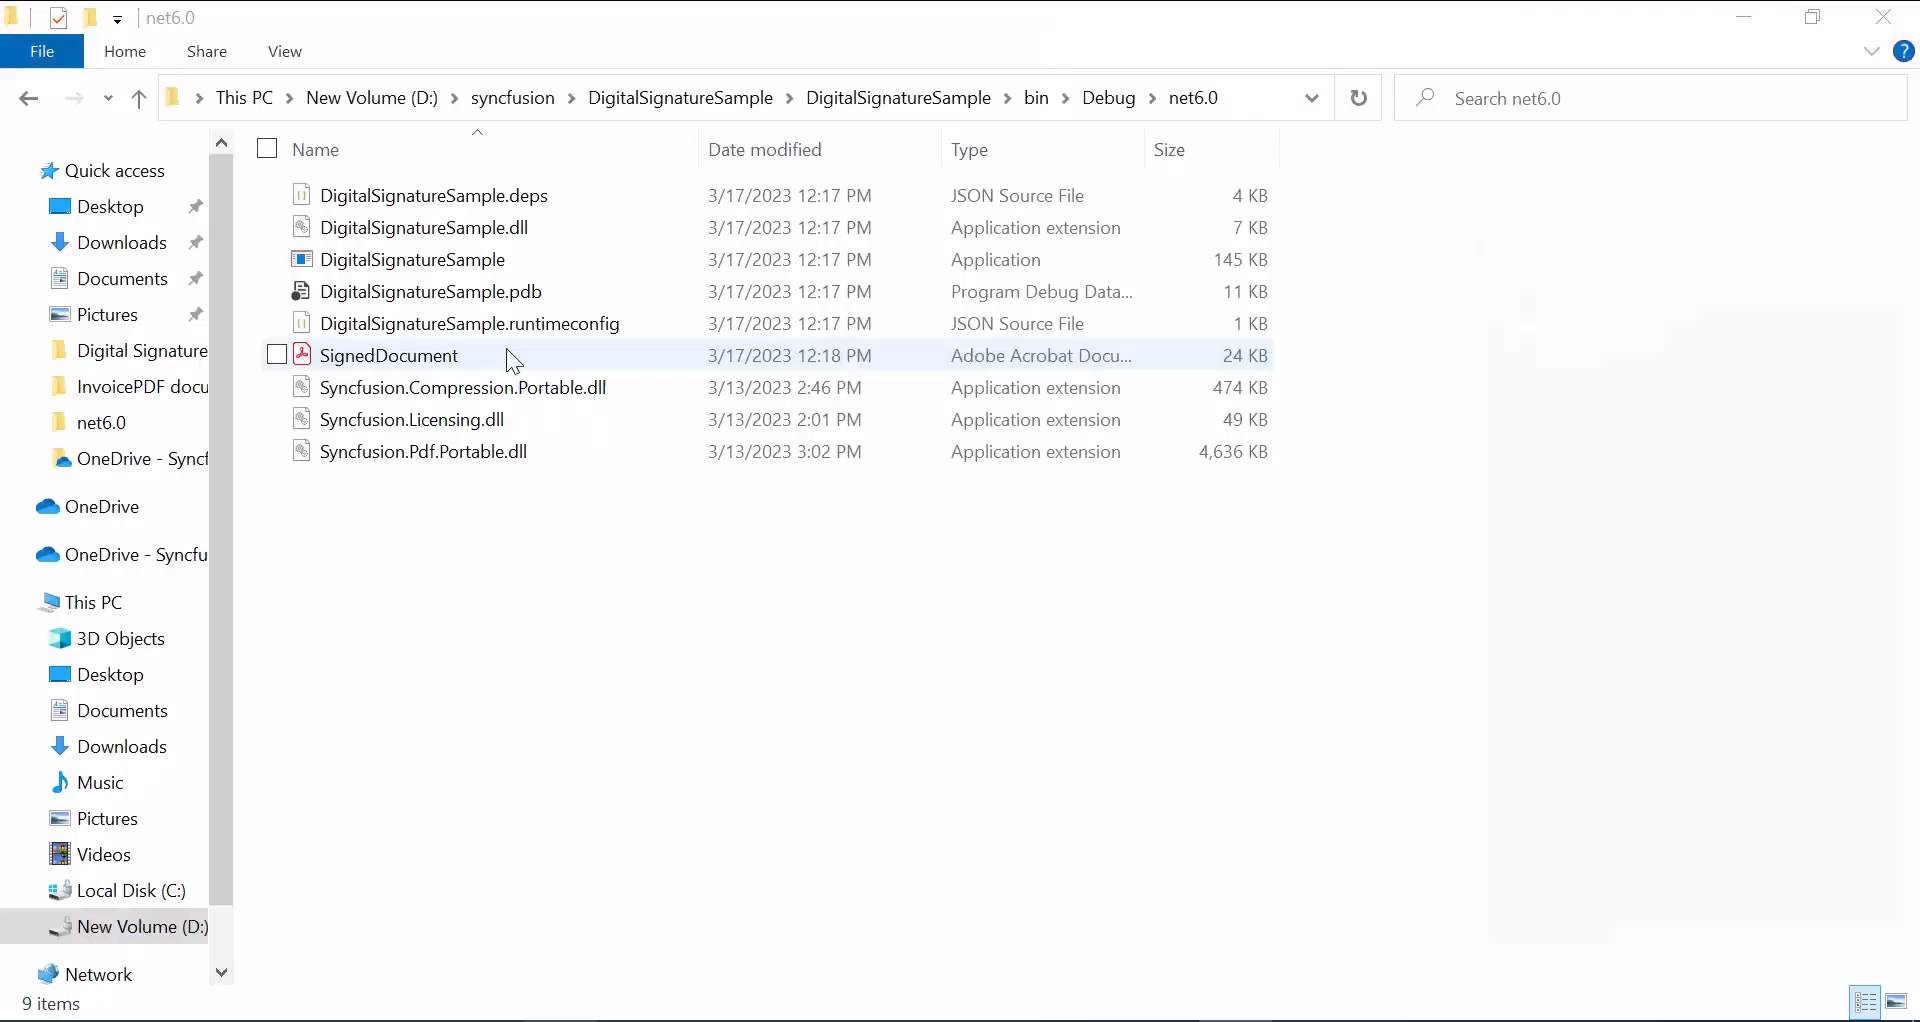 net6.0
File Home Share View
This PC New Volume (D:) syncfusion DigitalSignatureSample DigitalSignatureSample bin Debug net6.0 Search net6.0
Name Date modified Type Size
DigitalSignatureSample.deps 3/17/2023 12:17 PM JSON Source File 4 KB
DigitalSignatureSample.dll 3/17/2023 12:17 PM Application extension 7 KB
DigitalSignatureSample 3/17/2023 12:17 PM Application 145 KB
DigitalSignatureSample.pdb 3/17/2023 12:17 PM Program Debug Data... 11 KB
DigitalSignatureSample.runtimeconfig 3/17/2023 12:17 PM JSON Source File 1 KB
SignedDocument 3/17/2023 12:18 PM Adobe Acrobat Docu... 24 KB
Syncfusion.Compression.Portable.dll 3/13/2023 2:46 PM Application extension 474 KB
Syncfusion.Licensing.dll 3/13/2023 2:01 PM Application extension 49 KB
Syncfusion.Pdf.Portable.dll 3/13/2023 3:02 PM Application extension 4,636 KB
Quick access
Desktop
Downloads
Documents
Pictures
Digital Signature
InvoicePDF docu
net6.0
OneDrive - Syncf
OneDrive
OneDrive - Syncfu
This PC
3D Objects
Desktop
Documents
Downloads
Music
Pictures
Videos
Local Disk (C:)
New Volume (D:)
Network
9 items